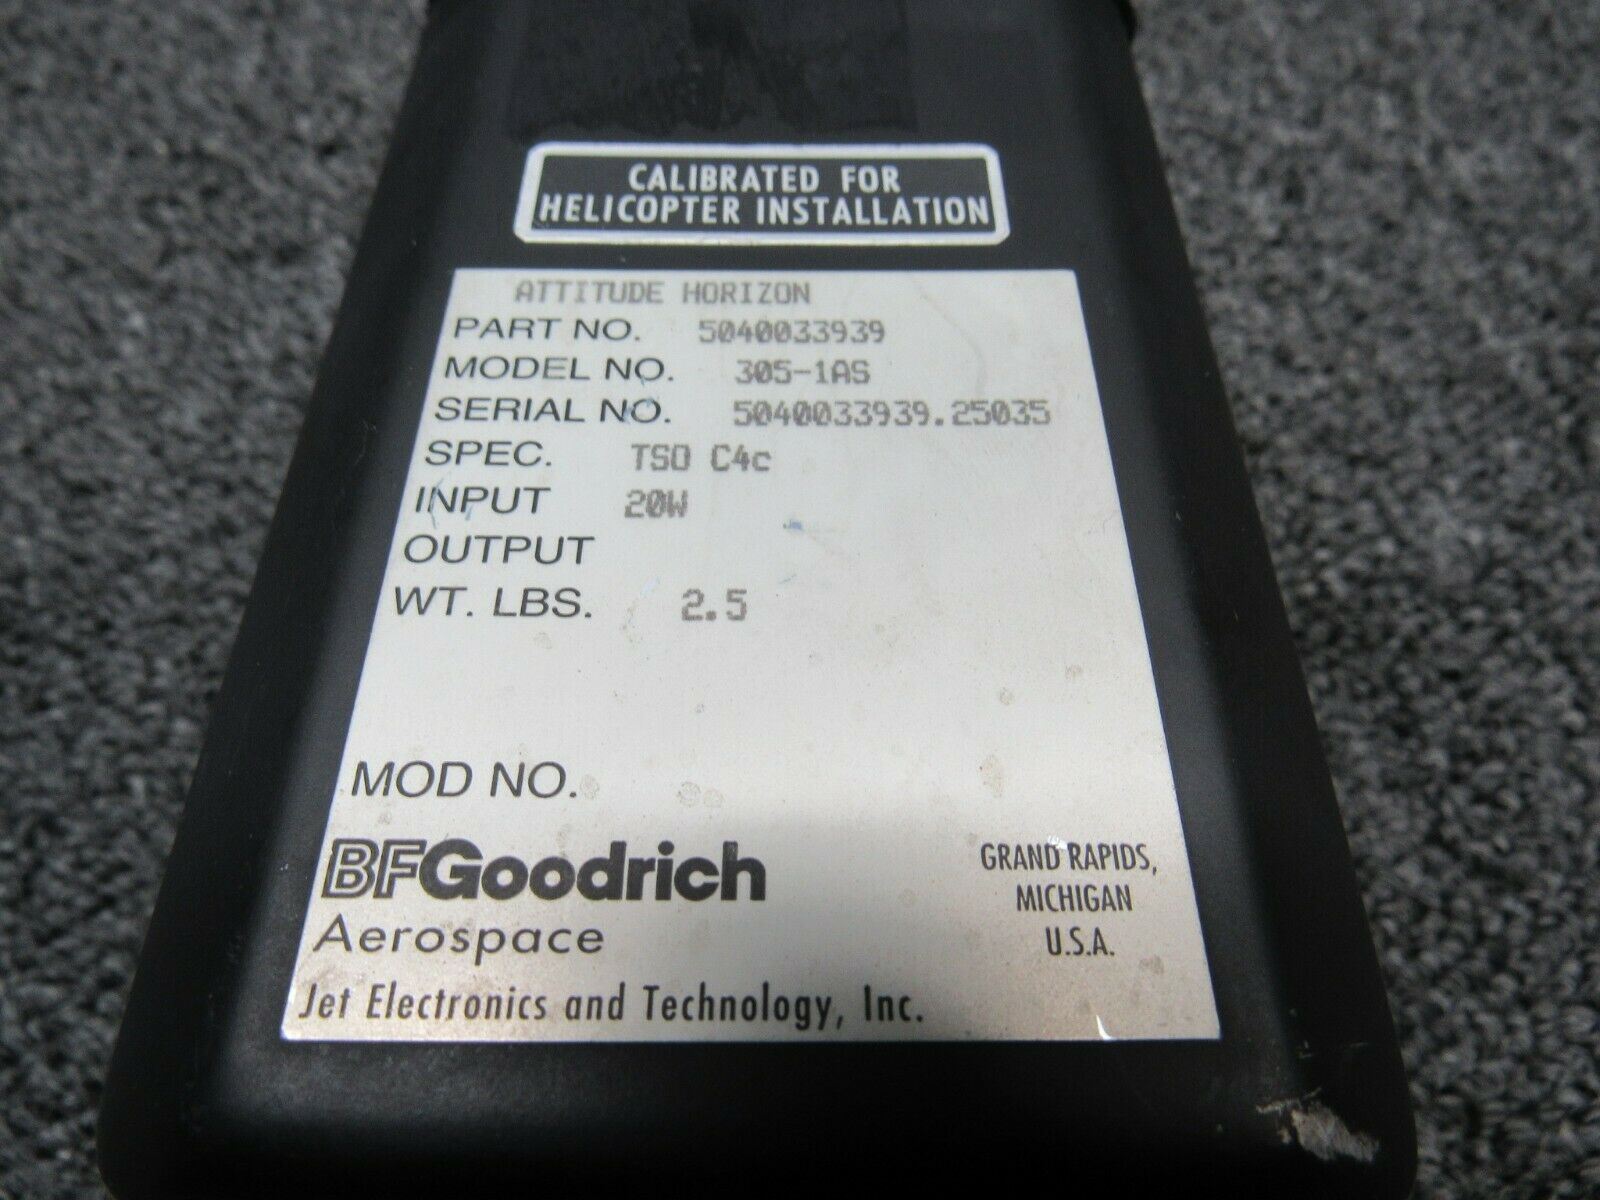 CALIBRATED FOR
HELICOPTER INSTALLATION
ATTITUDE HORIZON
PART NO. 5040033939
MODEL NO. 305-1AS
SERIAL NO. 5040033939.25035
SPEC. TSO C4c
INPUT 20W
OUTPUT
WT. LBS. 2.5
MOD NO.
BFGoodrich
Aerospace
Jet Electronics and Technology, Inc.
GRAND RAPIDS,
MICHIGAN
U.S.A.